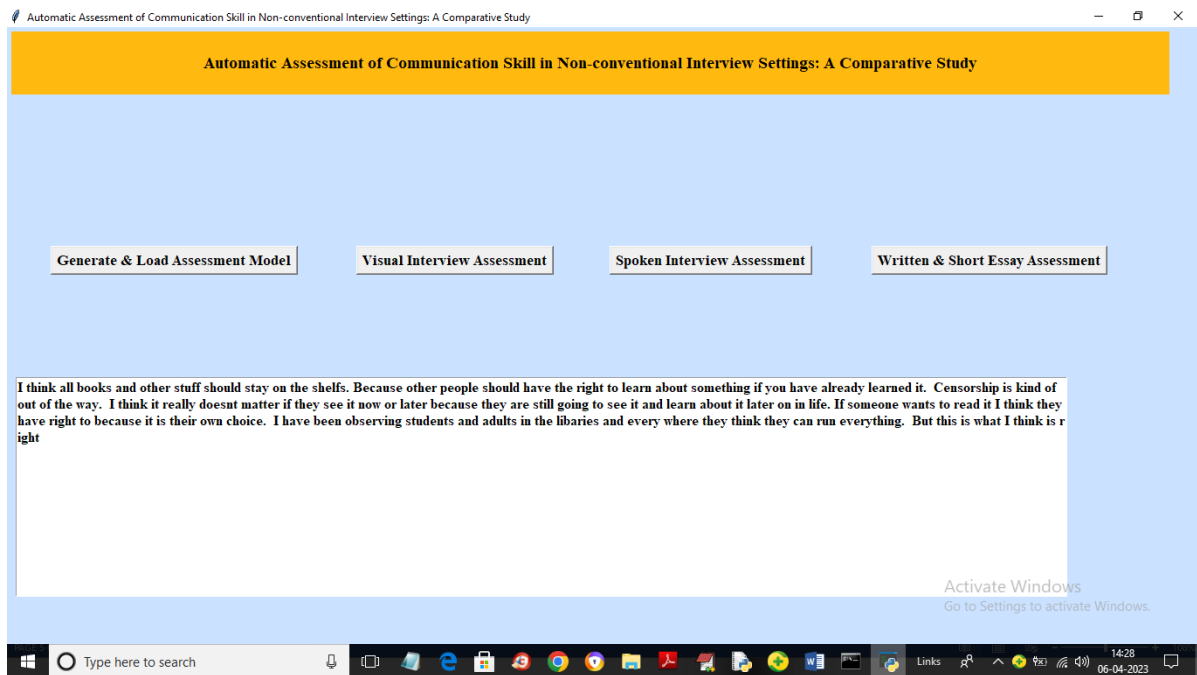 Automatic Assessment of Communication Skill in Non-conventional Interview Settings: A Comparative Study
Automatic Assessment of Communication Skill in Non-conventional Interview Settings: A Comparative Study
Generate & Load Assessment Model
Visual Interview Assessment
Spoken Interview Assessment
Written & Short Essay Assessment
I think all books and other stuff should stay on the shelfs. Because other people should have the right to learn about something if you have already learned it.  Censorship is kind of
out of the way.  I think it really doesnt matter if they see it now or later because they are still going to see it and learn about it later on in life. If someone wants to read it I think they
have right to because it is their own choice.  I have been observing students and adults in the libaries and every where they think they can run everything.  But this is what I think is r
ight
Activate Windows
Go to Settings to activate Windows.
Type here to search
Links
14:28
06-04-2023